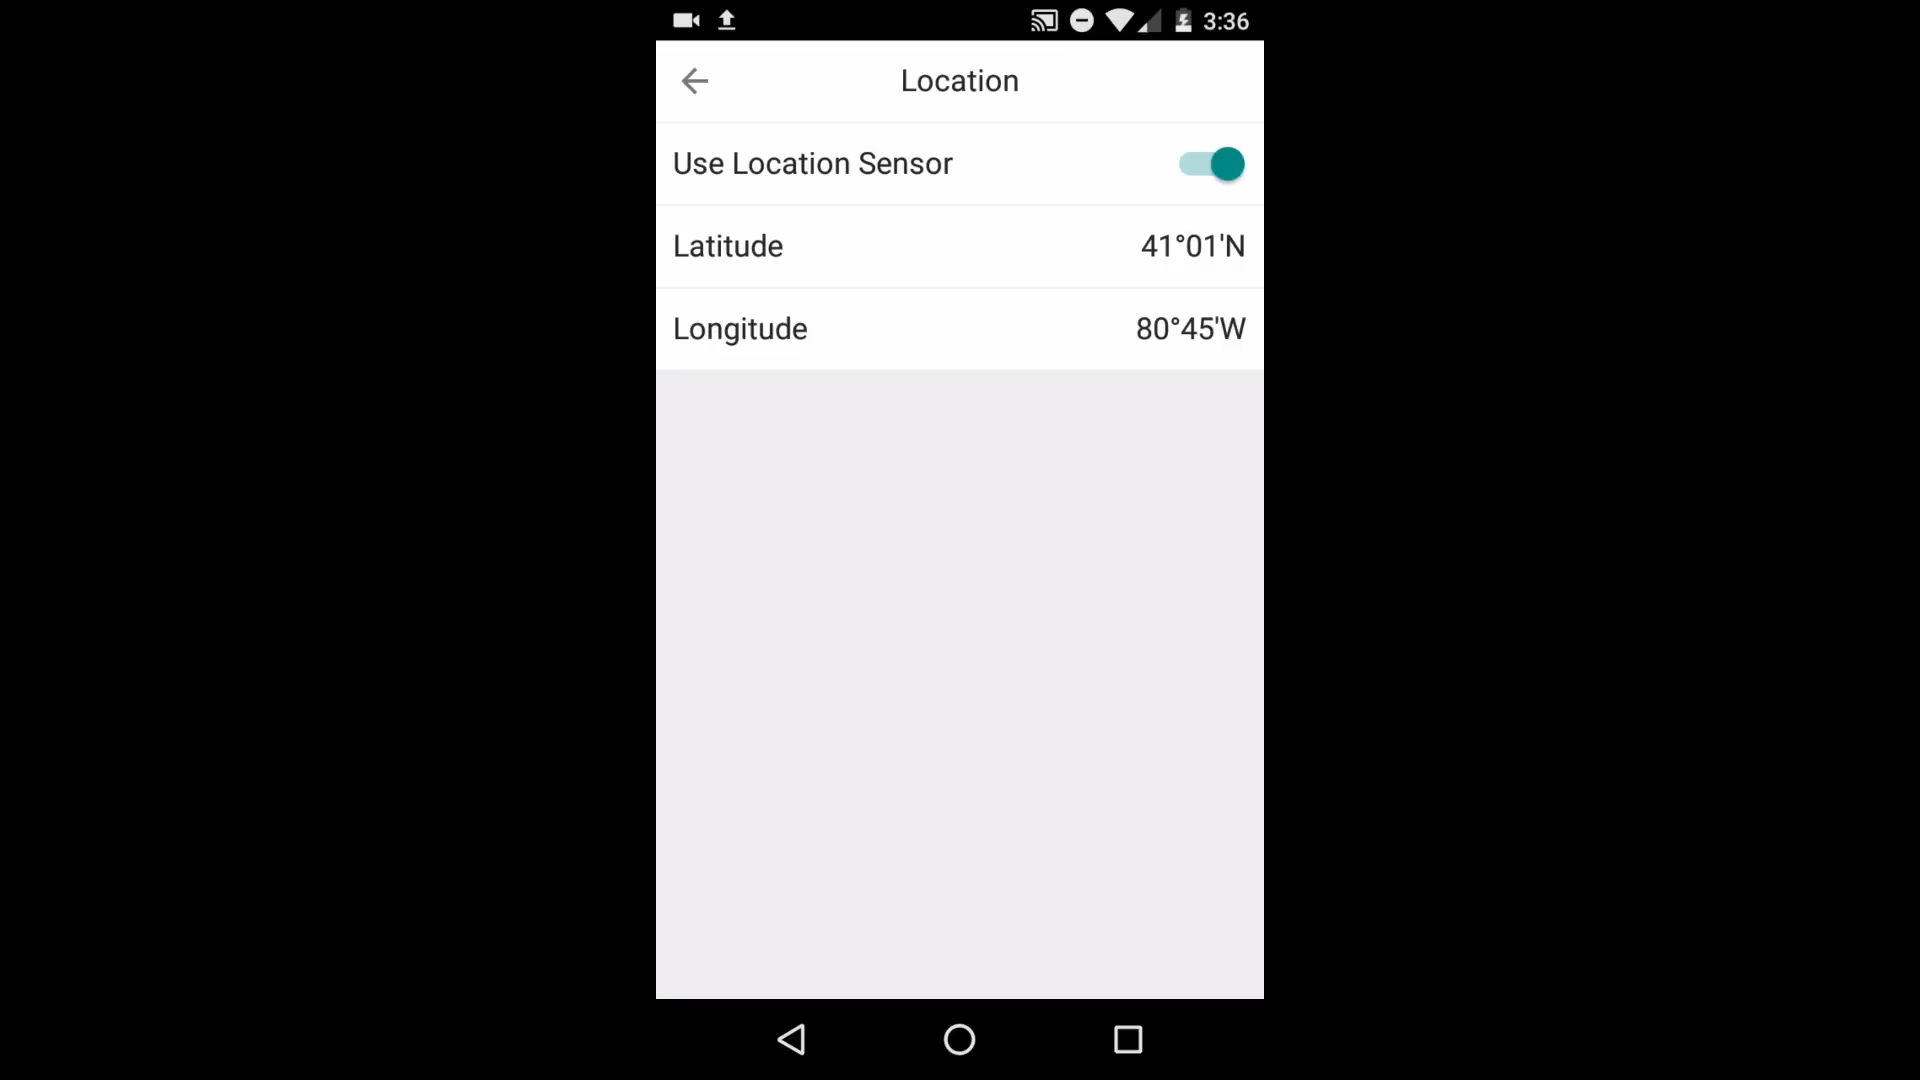 3:36
Location
Use Location Sensor
Latitude 41°01'N
Longitude 80°45'W